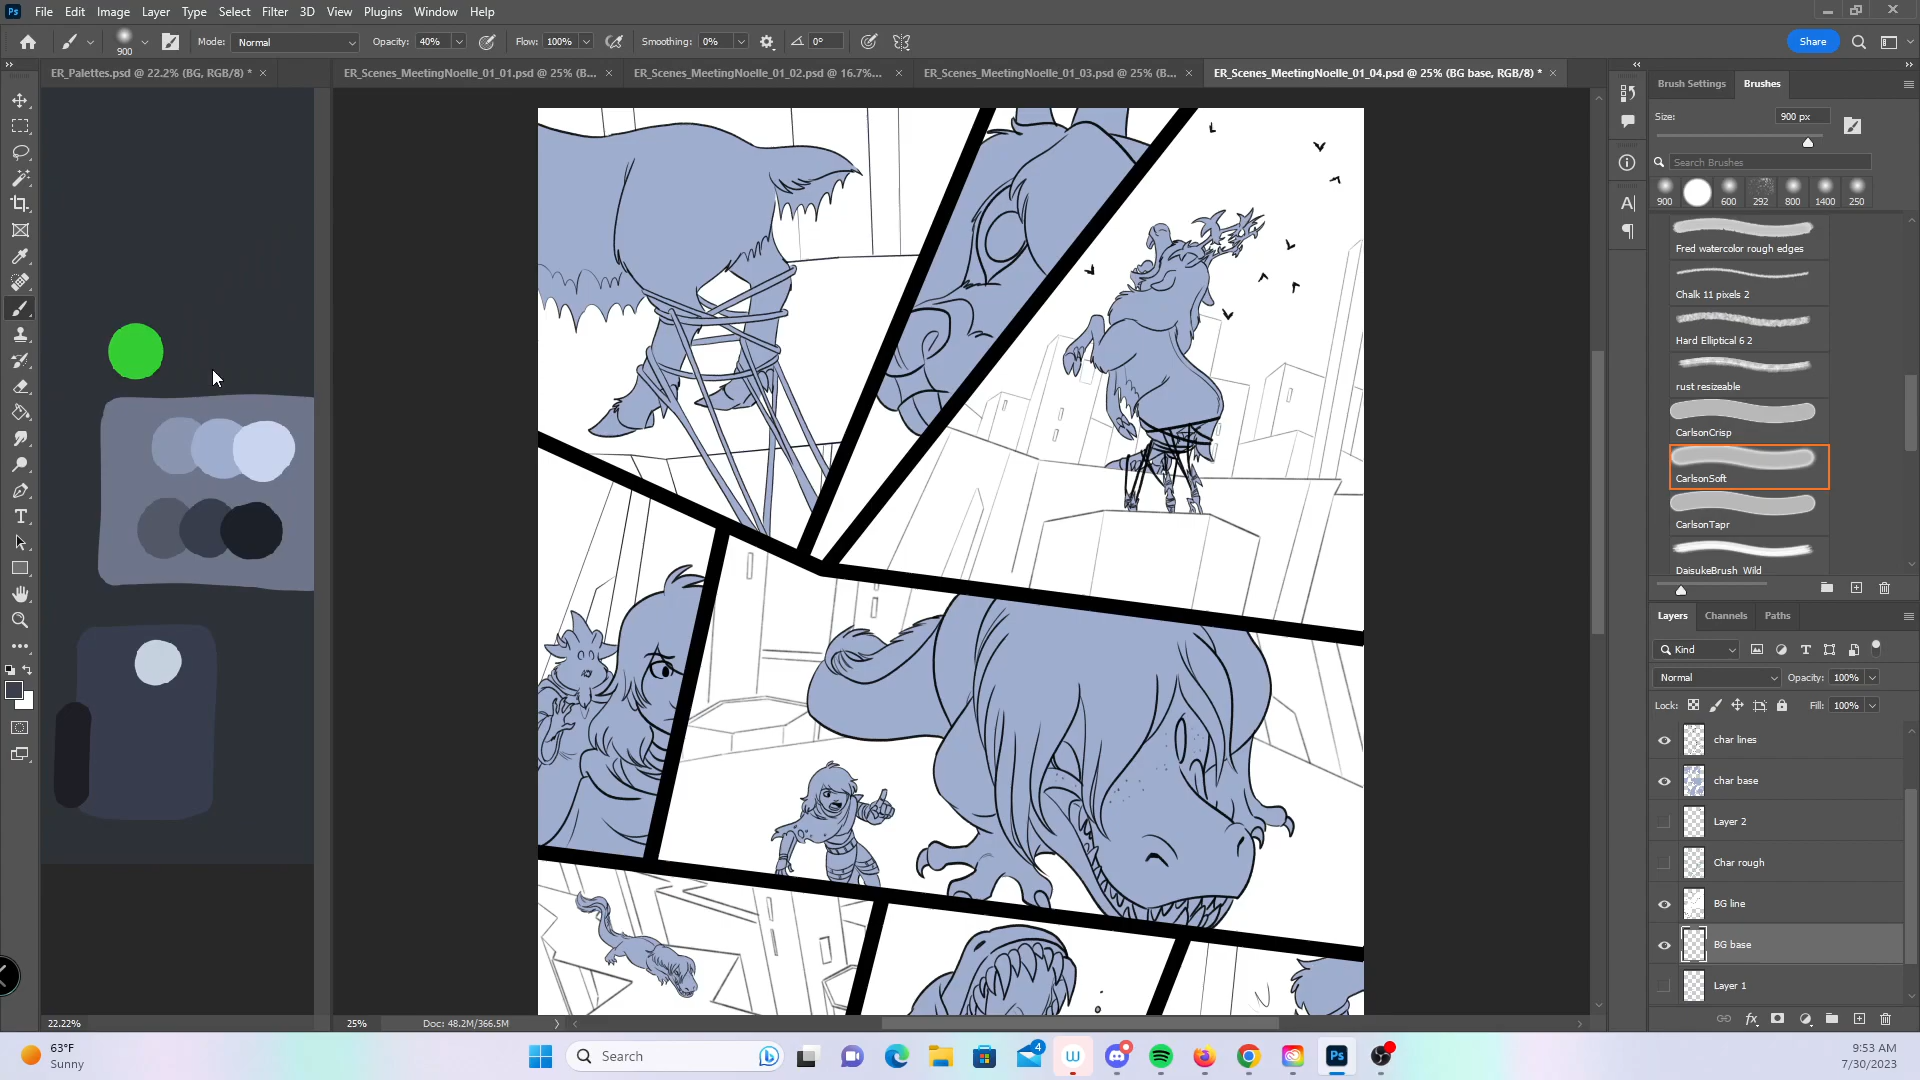 Ps File Edit Image Layer Type Select Filter 3D View Plugins Window Help
900 Mode: Normal Opacity: 40% Flow: 100% Smoothing: 0% 0° Share
ER_Palettes.psd @ 22.2% (BG, RGB/8) *
ER_Scenes_MeetingNoelle_01_01.psd @ 25% (B...
ER_Scenes_MeetingNoelle_01_02.psd @ 16.7%...
ER_Scenes_MeetingNoelle_01_03.psd @ 25% (B...
ER_Scenes_MeetingNoelle_01_04.psd @ 25% (BG base, RGB/8) *
Brush Settings Brushes
Size: 900 px
Search Brushes
900 600 292 800 1400 250
Fred watercolor rough edges
Chalk 11 pixels 2
Hard Elliptical 6 2
rust resizeable
CarlsonCrisp
CarlsonSoft
CarlsonTapr
DaisukeBrush_Wild
Layers Channels Paths
Kind
Normal Opacity: 100%
Lock: Fill: 100%
char lines
char base
Layer 2
Char rough
BG line
BG base
Layer 1
22.22%
25% Doc: 48.2M/366.5M
63°F
Sunny
Search
4
Ps
9:53 AM
7/30/2023